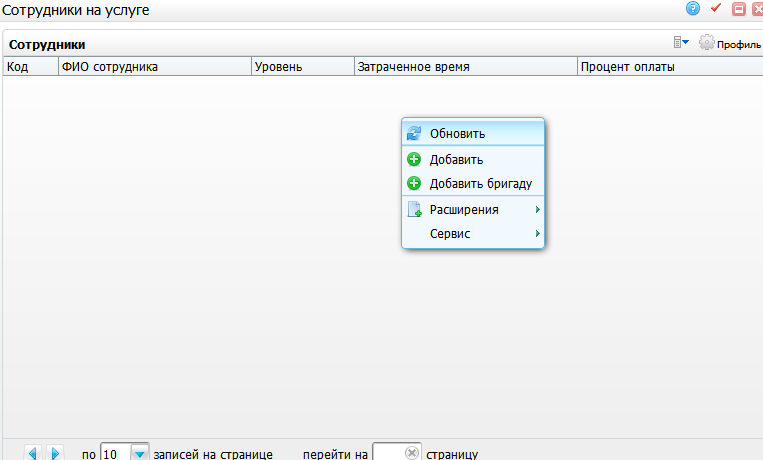 Сотрудники на услуге
Сотрудники
Профиль
Код ФИО сотрудника Уровень Затраченное время Процент оплаты
Обновить
Добавить
Добавить бригаду
Расширения
Сервис
по 10 записей на странице перейти на страницу